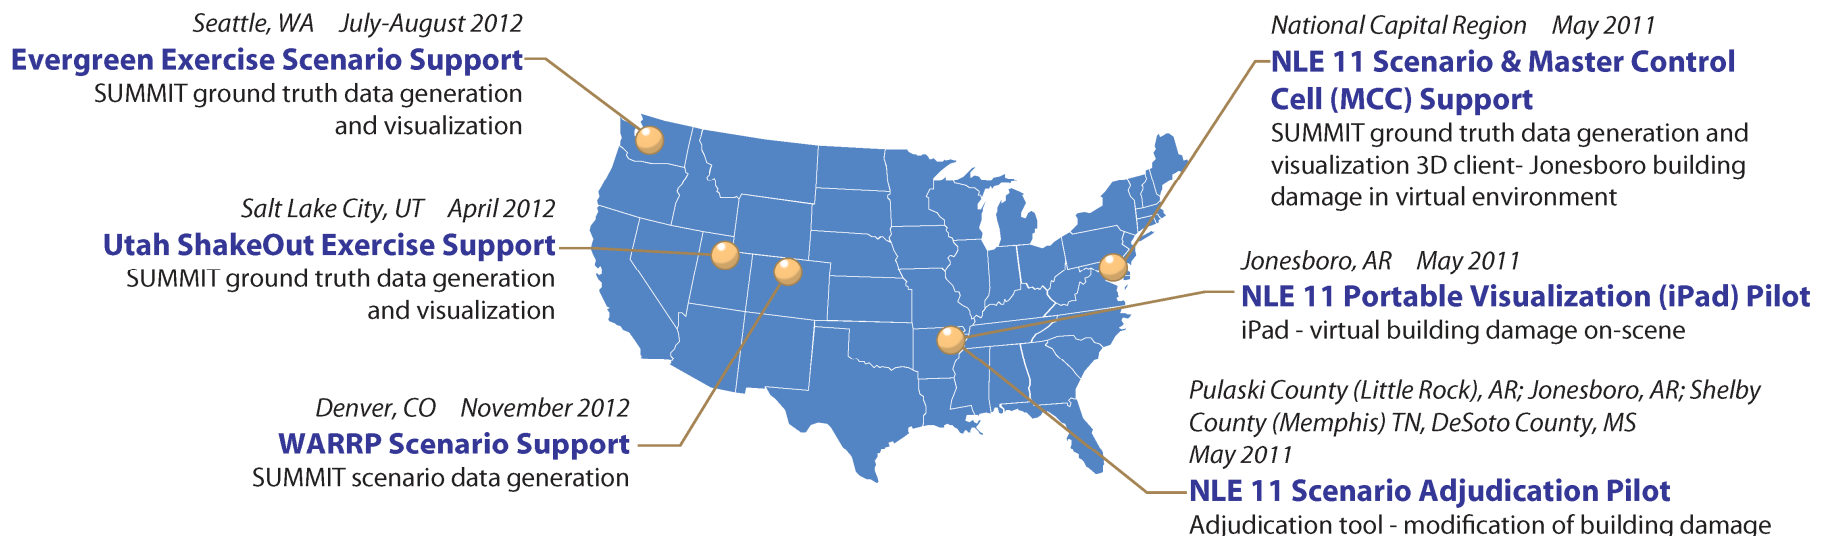 Seattle, WA July-August 2012
Evergreen Exercise Scenario Support
SUMMIT ground truth data generation
and visualization
Salt Lake City, UT April 2012
Utah ShakeOut Exercise Support
SUMMIT ground truth data generation
and visualization
Denver, CO November 2012
WARRP Scenario Support
SUMMIT scenario data generation
National Capital Region May 2011
NLE 11 Scenario & Master Control
Cell (MCC) Support
SUMMIT ground truth data generation and
visualization 3D client- Jonesboro building
damage in virtual environment
Jonesboro, AR May 2011
NLE 11 Portable Visualization (iPad) Pilot
iPad - virtual building damage on-scene
Pulaski County (Little Rock), AR; Jonesboro, AR; Shelby
County (Memphis) TN, DeSoto County, MS
May 2011
NLE 11 Scenario Adjudication Pilot
Adjudication tool - modification of building damage